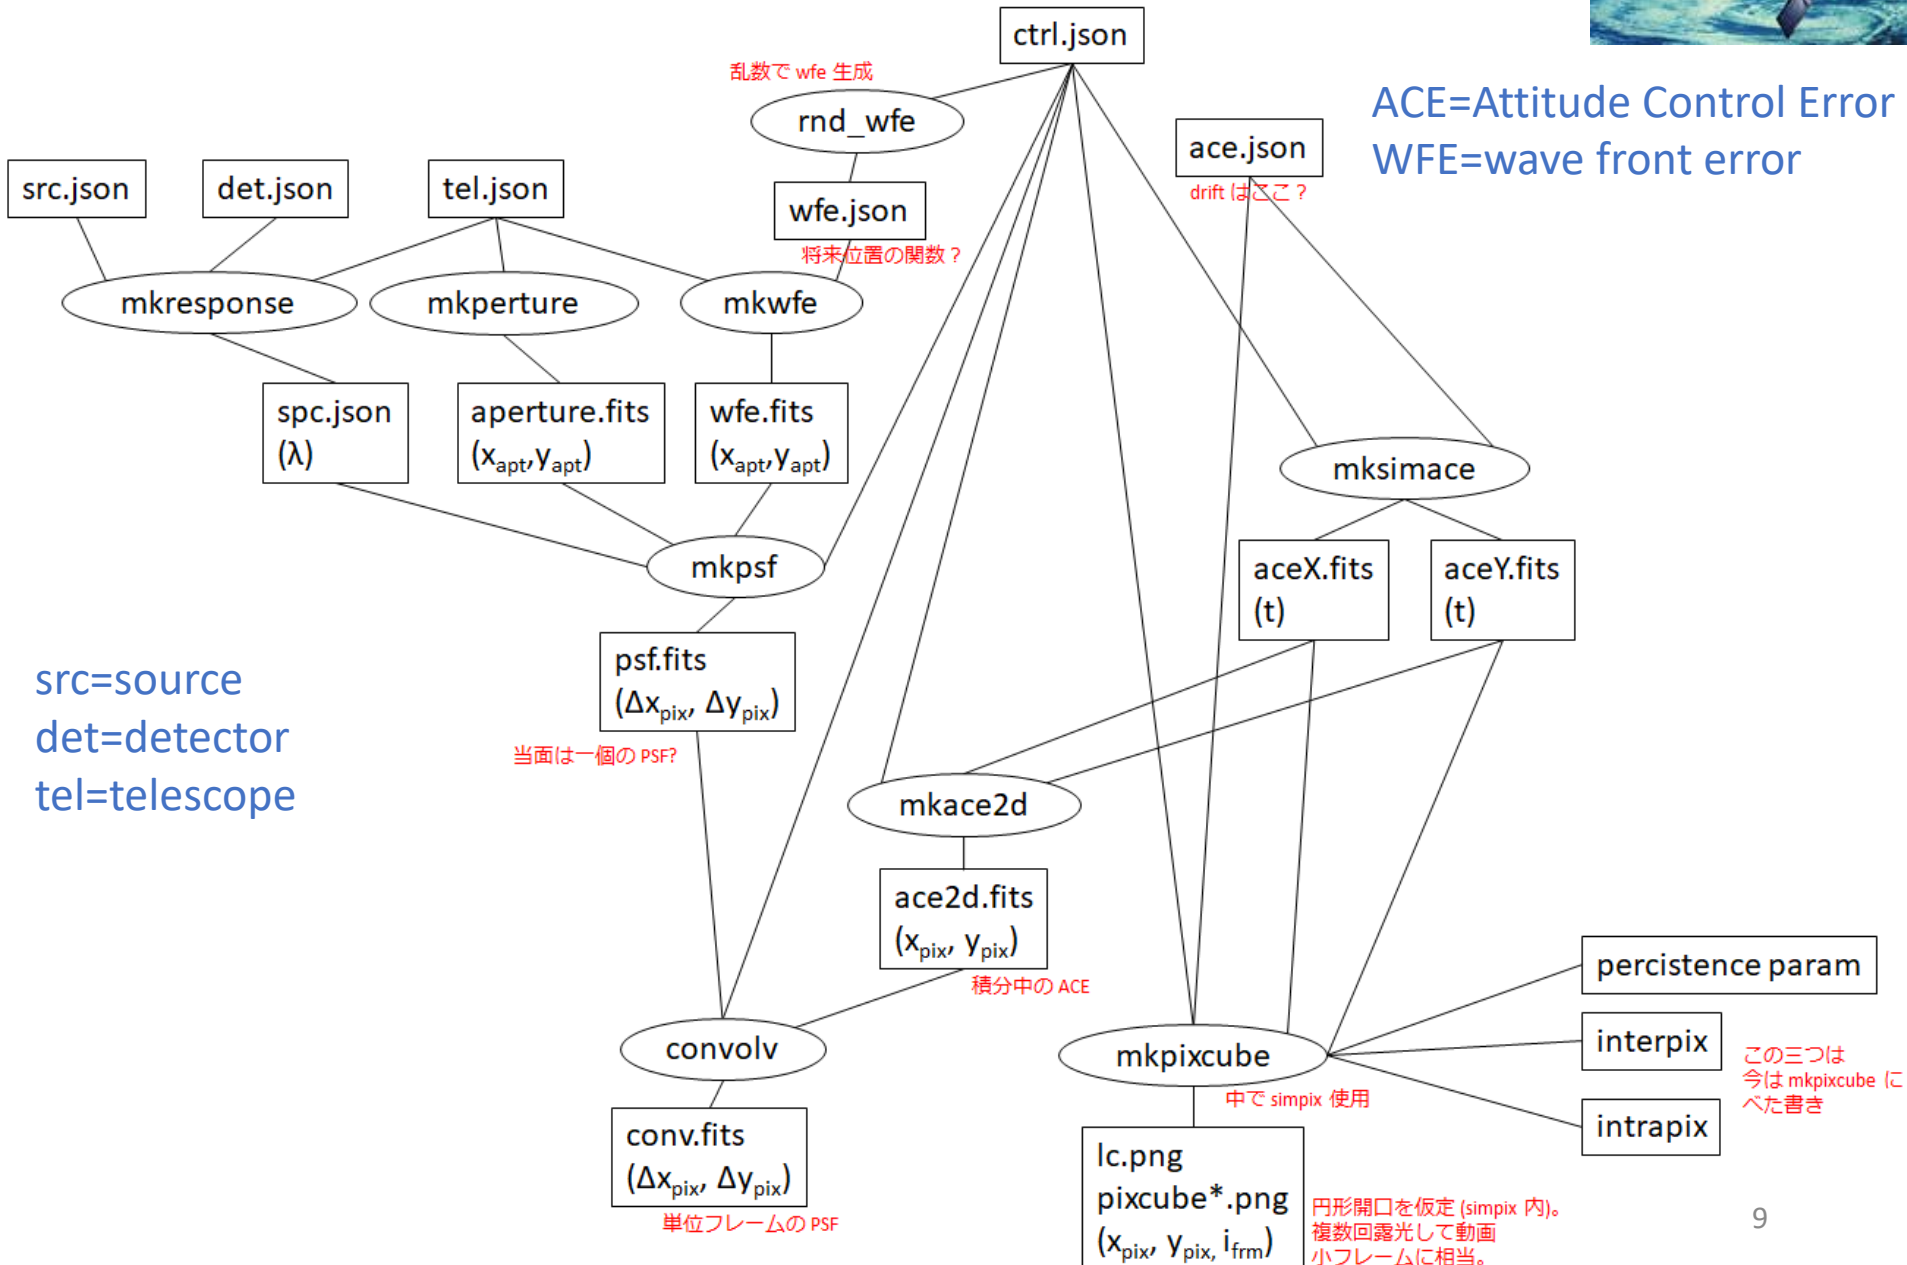 ctrl.json
乱数で wfe 生成
rnd_wfe
ACE=Attitude Control Error
WFE=wave front error
ace.json
drift はここ？
src.json
det.json
tel.json
wfe.json
将来位置の関数？
mkresponse
mkperture
mkwfe
spc.json
(λ)
aperture.fits
(xapt,yapt)
wfe.fits
(xapt,yapt)
mksimace
mkpsf
aceX.fits
(t)
aceY.fits
(t)
psf.fits
(Δxpix, Δypix)
当面は一個の PSF?
src=source
det=detector
tel=telescope
mkace2d
ace2d.fits
(xpix, ypix)
積分中の ACE
percistence param
interpix
intrapix
この三つは
今は mkpixcube に
べた書き
convolv
mkpixcube
中で simpix 使用
conv.fits
(Δxpix, Δypix)
単位フレームの PSF
lc.png
pixcube*.png
(xpix, ypix, ifrm)
円形開口を仮定 (simpix 内)。
複数回露光して動画
小フレームに相当。
9